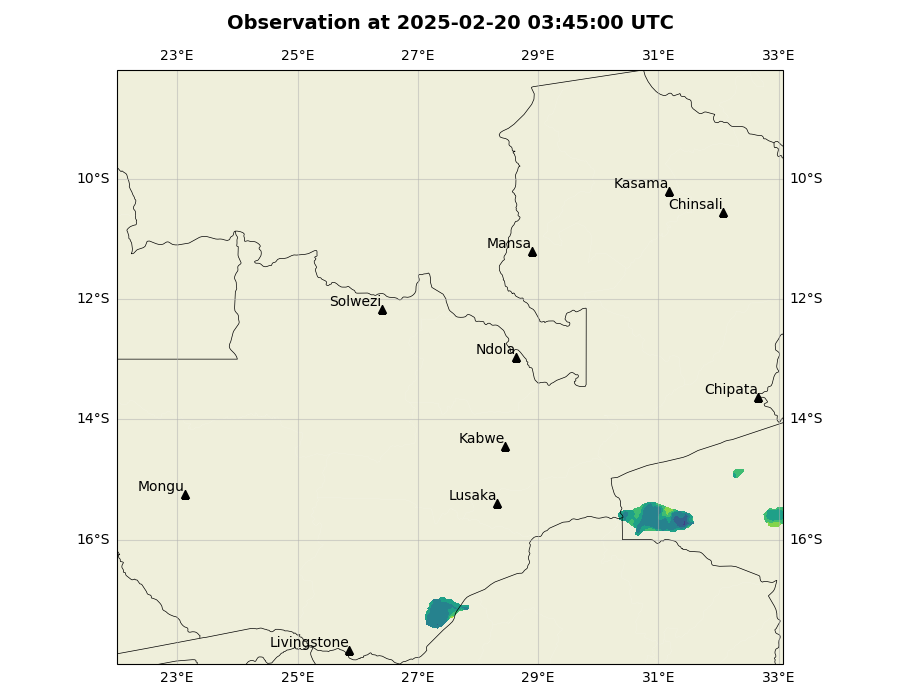 Observation at 2025-02-20 03:45:00 UTC
23°E 25°E 27°E 29°E 31°E 33°E
10°S 10°S
Kasama
Chinsali
Mansa
12°S 12°S
Solwezi
Ndola
Chipata
14°S 14°S
Kabwe
Mongu
Lusaka
16°S 16°S
Livingstone
23°E 25°E 27°E 29°E 31°E 33°E